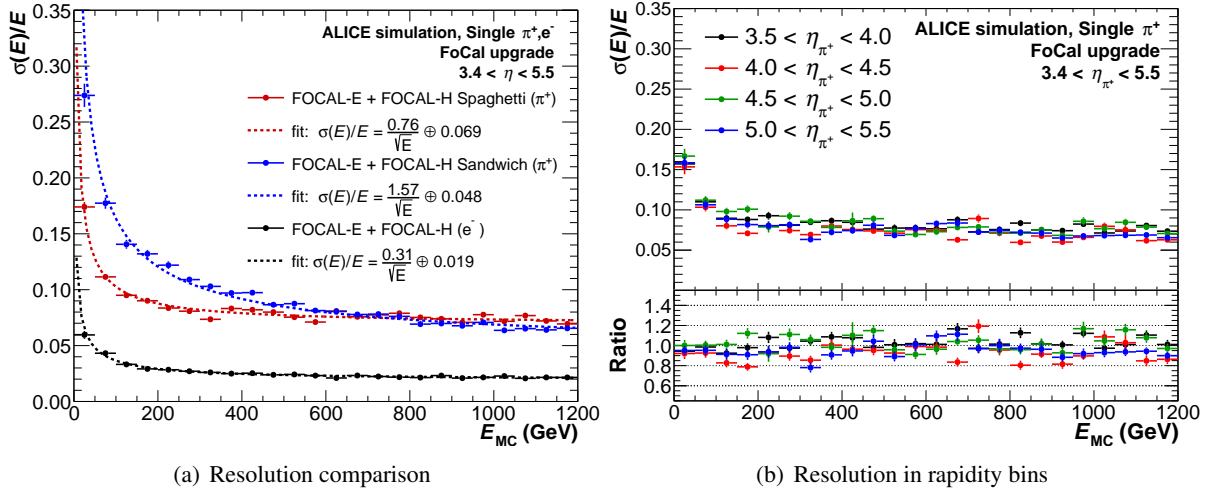 σ(E)/E
0.35
0.30
0.25
0.20
0.15
0.10
0.05
0.00
0 200 400 600 800 1000 1200
E_MC (GeV)
ALICE simulation, Single π⁺,e⁻
FoCal upgrade
3.4 < η < 5.5
FOCAL-E + FOCAL-H Spaghetti (π⁺)
fit: σ(E)/E = 0.76/√E ⊕ 0.069
FOCAL-E + FOCAL-H Sandwich (π⁺)
fit: σ(E)/E = 1.57/√E ⊕ 0.048
FOCAL-E + FOCAL-H (e⁻)
fit: σ(E)/E = 0.31/√E ⊕ 0.019
(a) Resolution comparison
σ(E)/E
0.35
0.30
0.25
0.20
0.15
0.10
0.05
3.5 < η_π⁺ < 4.0
4.0 < η_π⁺ < 4.5
4.5 < η_π⁺ < 5.0
5.0 < η_π⁺ < 5.5
ALICE simulation, Single π⁺
FoCal upgrade
3.4 < η_π⁺ < 5.5
Ratio
1.4
1.2
1.0
0.8
0.6
0 200 400 600 800 1000 1200
E_MC (GeV)
(b) Resolution in rapidity bins